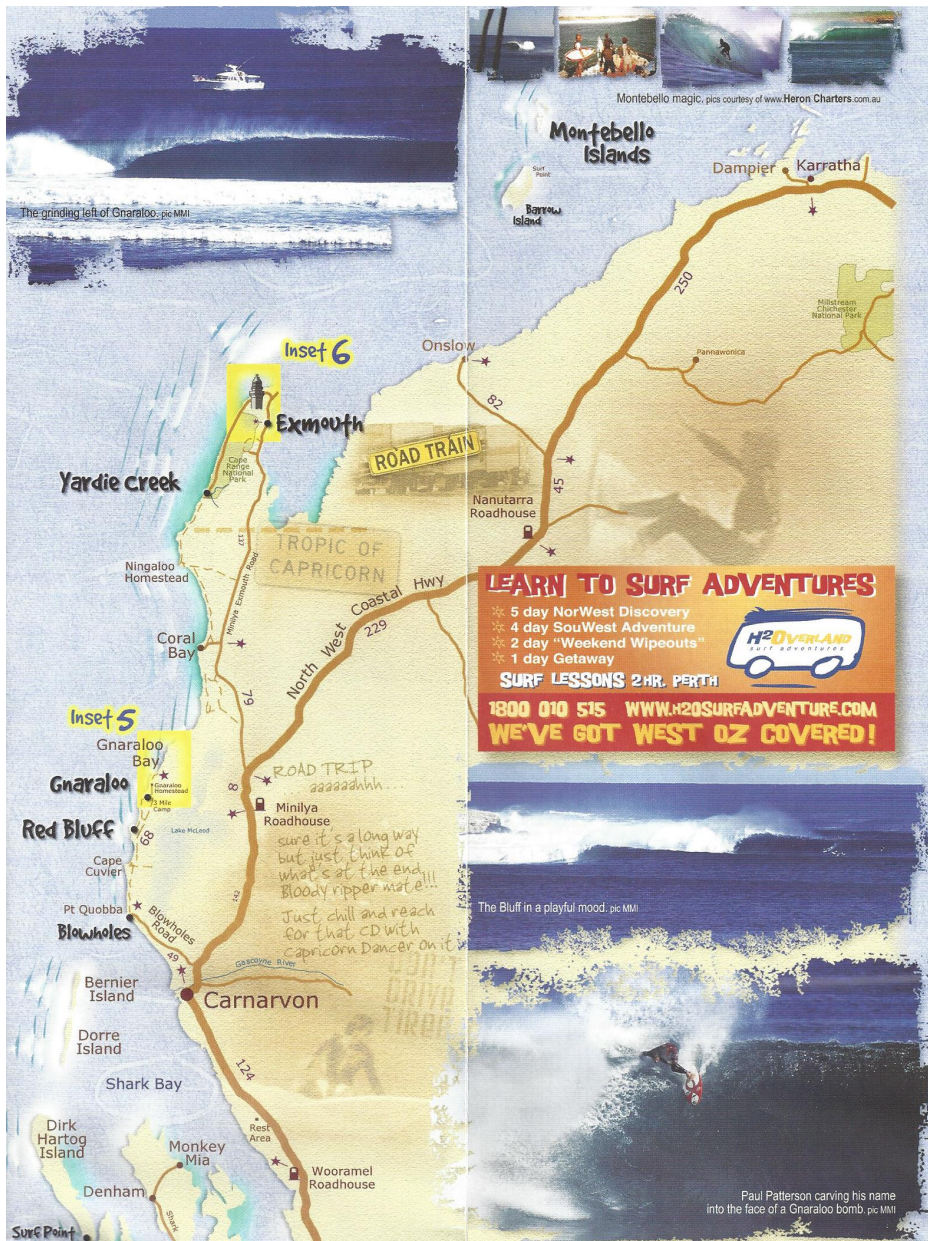 Montebello magic. pics courtesy of www.Heron Charters.com.au
The grinding left of Gnaraloo. pic MMI
Montebello
Islands
Surf
Point
Barrow
Island
Dampier
Karratha
250
Millstream
Chichester
National Park
Pannawonica
Onslow
82
Inset 6
Exmouth
ROAD TRAIN
Cape
Range
National
Park
Yardie Creek
45
Nanutarra
Roadhouse
TROPIC OF
CAPRICORN
137
Minilya Exmouth Road
Ningaloo
Homestead
North West Coastal Hwy
229
Coral
Bay
79
LEARN TO SURF ADVENTURES
5 day NorWest Discovery
4 day SouWest Adventure
2 day "Weekend Wipeouts"
1 day Getaway
SURF LESSONS 2HR. PERTH
H2OVERLAND
surf adventures
1800 010 515 WWW.H2OSURFADVENTURE.COM
WE'VE GOT WEST OZ COVERED!
Inset 5
Gnaraloo
Bay
Gnaraloo
Gnaraloo
Homestead
3 Mile
Camp
8
ROAD TRIP
...aaaaaahhh...
Minilya
Roadhouse
Red Bluff
68
Lake McLeod
sure it's a long way
but just think of
what's at the end,
Bloody ripper mate!!!
Just chill and reach
for that CD with
capricorn Dancer on it
Cape
Cuvier
142
Pt Quobba
Blowholes
Blowholes
Road
49
The Bluff in a playful mood. pic MMI
Gascoyne River
DON'T
DRIVE
TIRED
Bernier
Island
Carnarvon
Dorre
Island
124
Shark Bay
Rest
Area
Dirk
Hartog
Island
Monkey
Mia
Denham
Shark
Wooramel
Roadhouse
Surf Point
Paul Patterson carving his name
into the face of a Gnaraloo bomb. pic MMI